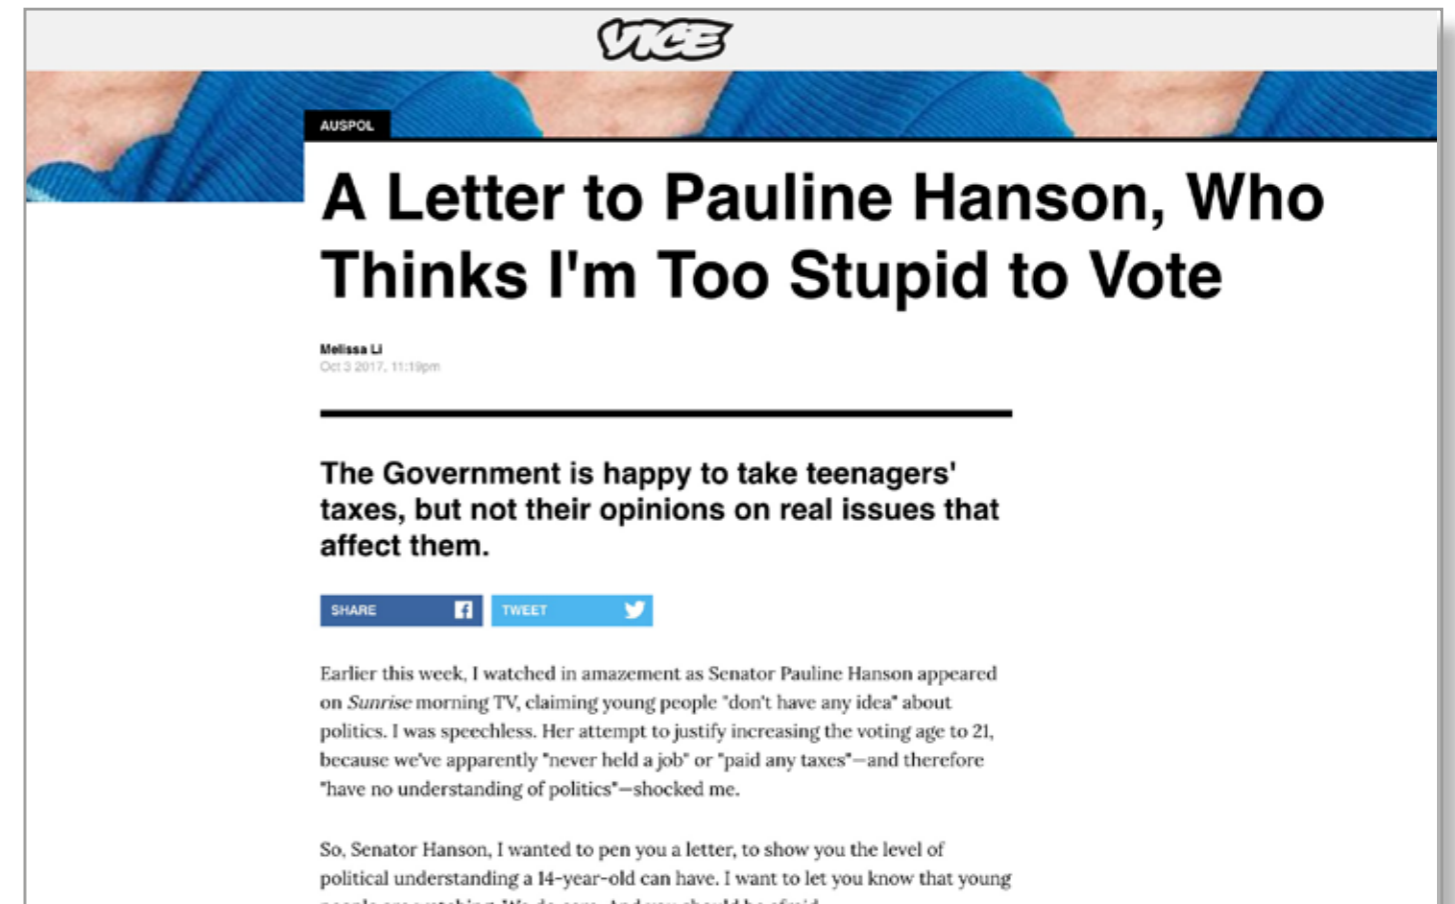 VICE
AUSPOL
A Letter to Pauline Hanson, Who
Thinks I'm Too Stupid to Vote
Melissa Li
Oct 3 2017, 11:19pm
The Government is happy to take teenagers'
taxes, but not their opinions on real issues that
affect them.
SHARE
TWEET
Earlier this week, I watched in amazement as Senator Pauline Hanson appeared
on Sunrise morning TV, claiming young people "don't have any idea" about
politics. I was speechless. Her attempt to justify increasing the voting age to 21,
because we've apparently "never held a job" or "paid any taxes"—and therefore
"have no understanding of politics"—shocked me.
So, Senator Hanson, I wanted to pen you a letter, to show you the level of
political understanding a 14-year-old can have. I want to let you know that young